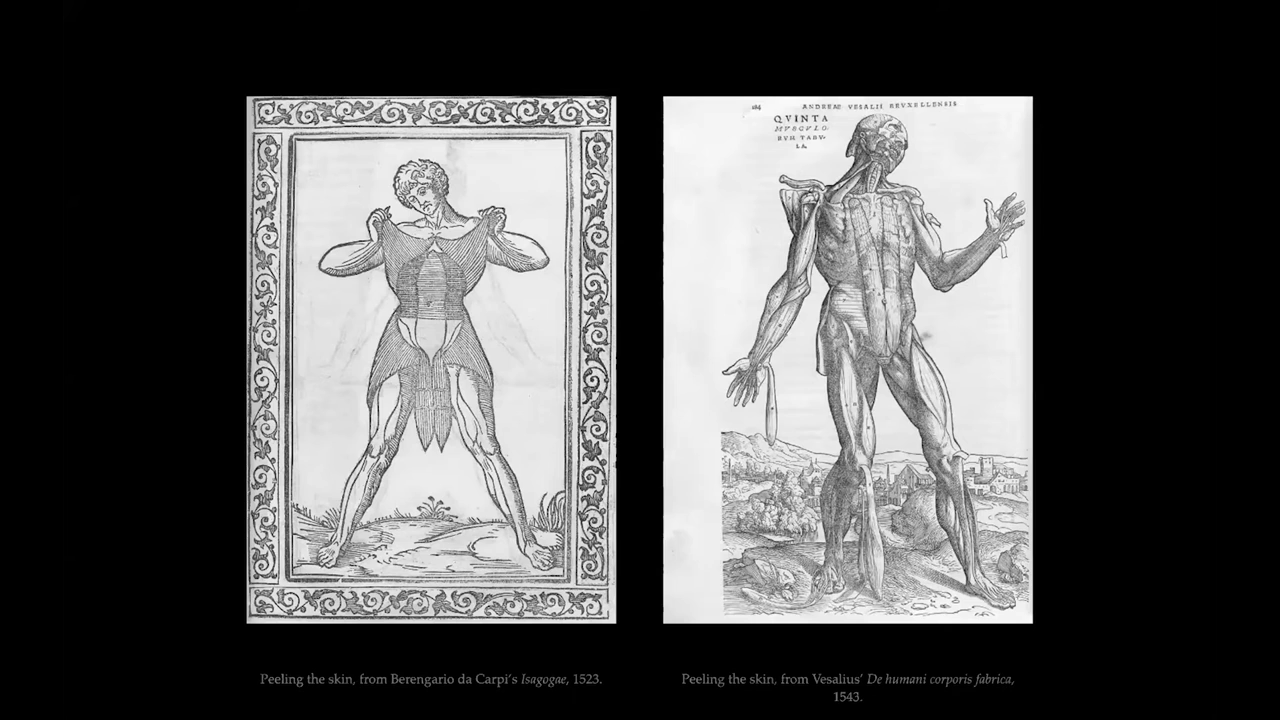 184 ANDREAE VESALII BRVXELLENSIS
QVINTA
MVSCVLO-
RVM TABV-
LA.
Peeling the skin, from Berengario da Carpi's Isagogae, 1523.
Peeling the skin, from Vesalius' De humani corporis fabrica,
1543.